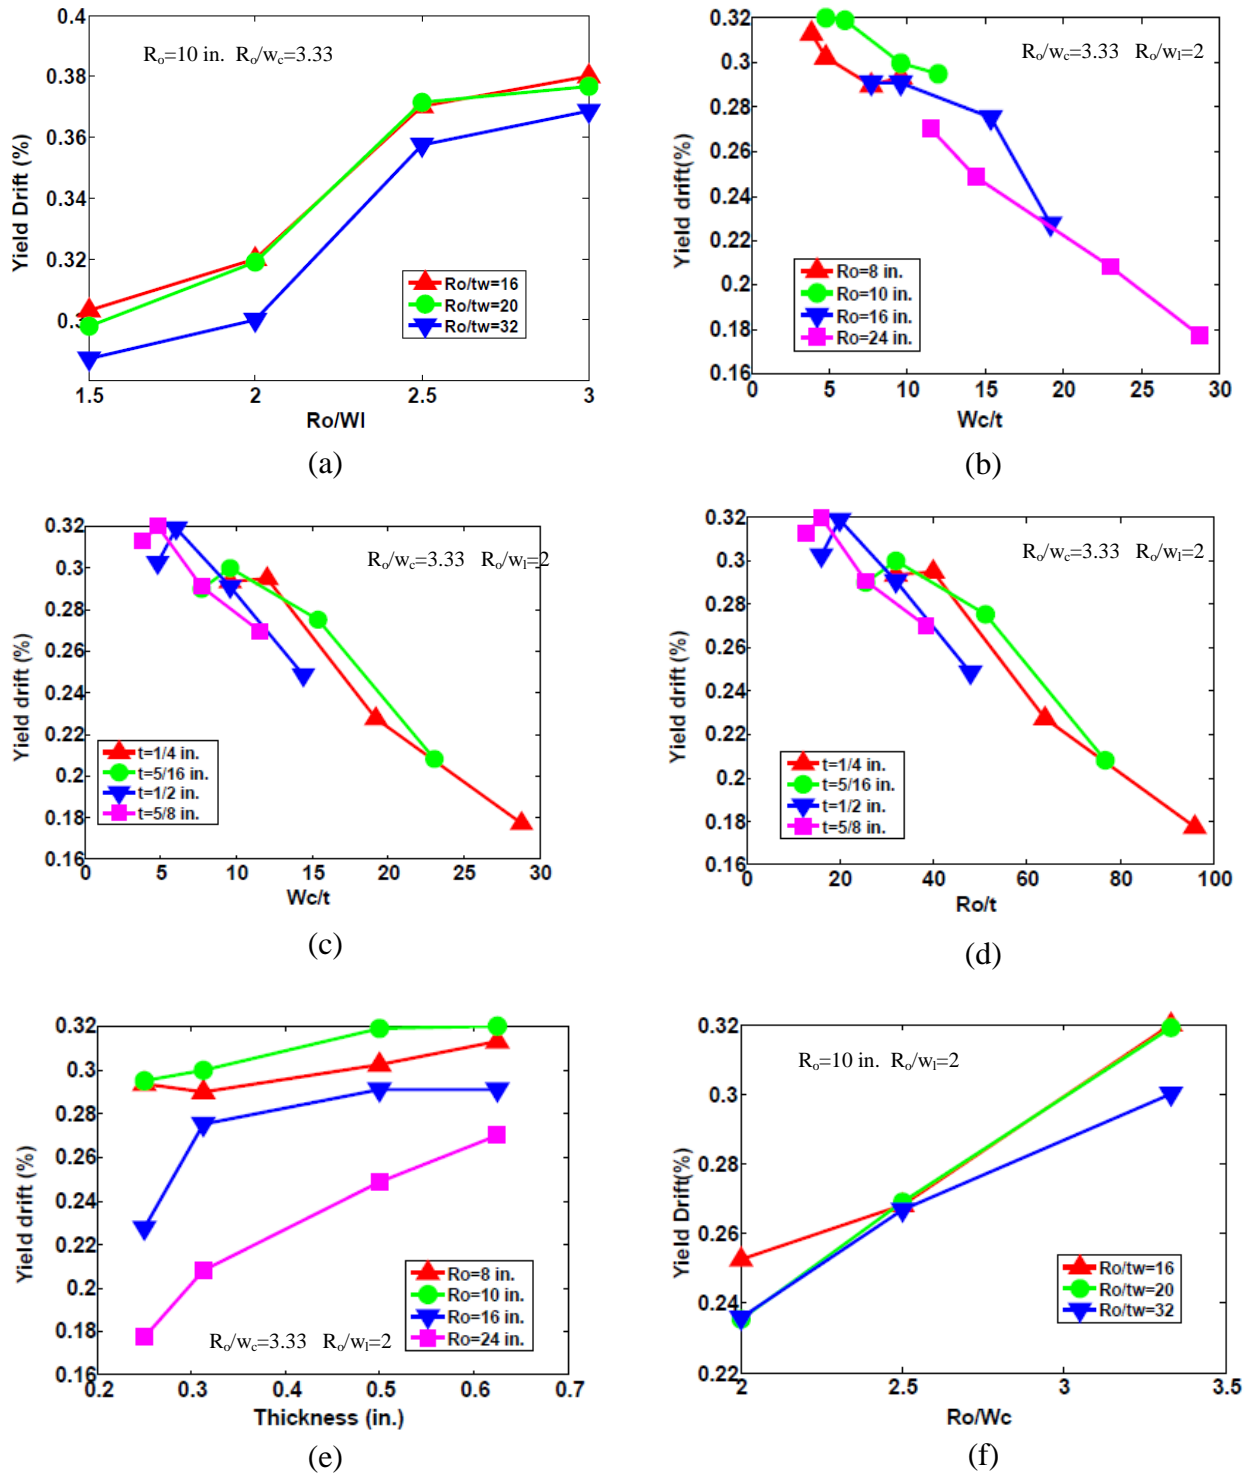 0.4
0.38
0.36
0.34
0.32
0.3
1.5 2 2.5 3
Yield Drift (%)
Ro/Wl
Rₒ=10 in. Rₒ/w꜀=3.33
Ro/tw=16
Ro/tw=20
Ro/tw=32
(a)
0.32
0.3
0.28
0.26
0.24
0.22
0.2
0.18
0.16
0 5 10 15 20 25 30
Yield drift(%)
Wc/t
Rₒ/w꜀=3.33 Rₒ/wₗ=2
Ro=8 in.
Ro=10 in.
Ro=16 in.
Ro=24 in.
(b)
0.32
0.3
0.28
0.26
0.24
0.22
0.2
0.18
0.16
0 5 10 15 20 25 30
Yield drift (%)
Wc/t
Rₒ/w꜀=3.33 Rₒ/wₗ=2
t=1/4 in.
t=5/16 in.
t=1/2 in.
t=5/8 in.
(c)
0.32
0.3
0.28
0.26
0.24
0.22
0.2
0.18
0.16
0 20 40 60 80 100
Yield drift (%)
Ro/t
Rₒ/w꜀=3.33 Rₒ/wₗ=2
t=1/4 in.
t=5/16 in.
t=1/2 in.
t=5/8 in.
(d)
0.32
0.3
0.28
0.26
0.24
0.22
0.2
0.18
0.16
0.2 0.3 0.4 0.5 0.6 0.7
Yield drift (%)
Thickness (in.)
Ro=8 in.
Ro=10 in.
Ro=16 in.
Ro=24 in.
Rₒ/w꜀=3.33 Rₒ/wₗ=2
(e)
0.32
0.3
0.28
0.26
0.24
0.22
2 2.5 3 3.5
Yield Drift(%)
Ro/Wc
Rₒ=10 in. Rₒ/wₗ=2
Ro/tw=16
Ro/tw=20
Ro/tw=32
(f)